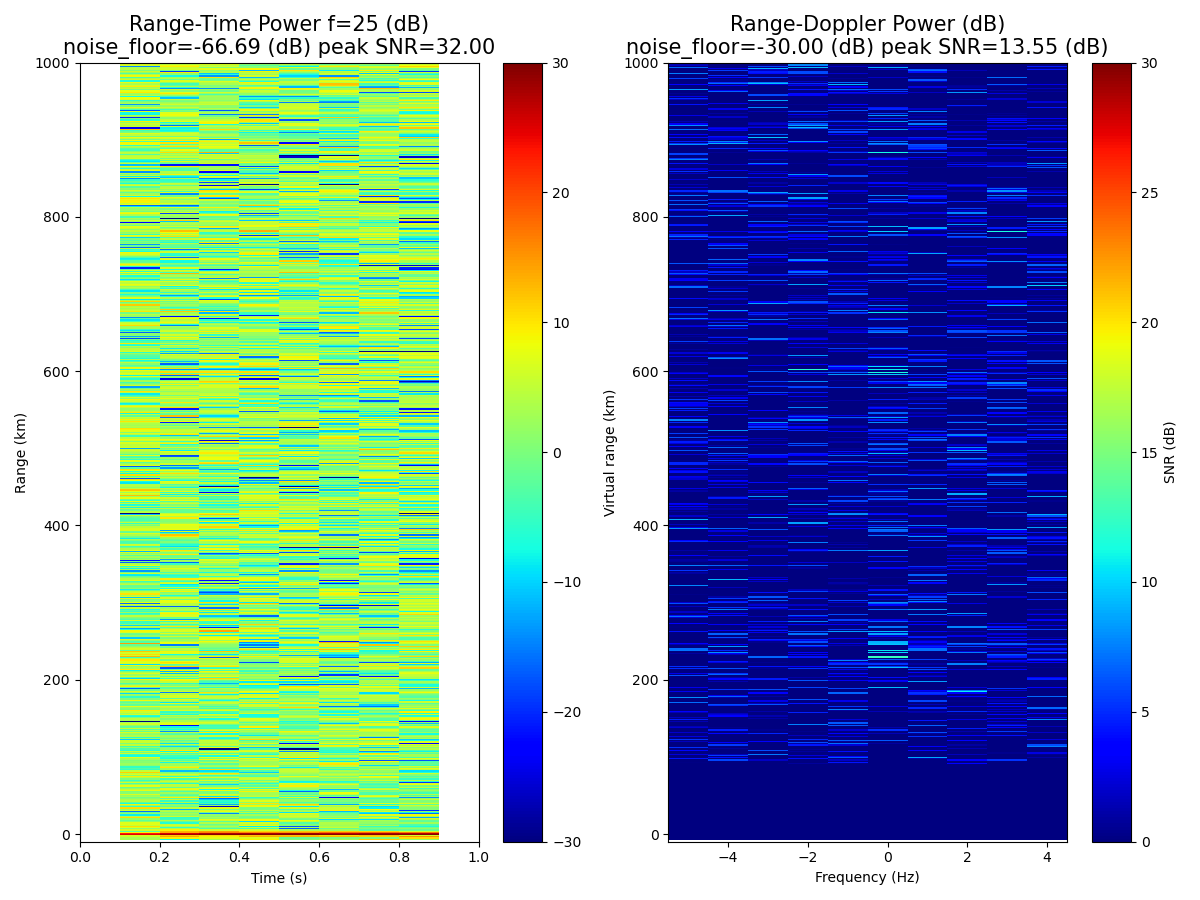 Range-Time Power f=25 (dB)
noise_floor=-66.69 (dB) peak SNR=32.00
Range-Doppler Power (dB)
noise_floor=-30.00 (dB) peak SNR=13.55 (dB)
1000
800
600
400
200
0
Range (km)
0.0 0.2 0.4 0.6 0.8 1.0
Time (s)
30
20
10
0
−10
−20
−30
1000
800
600
400
200
0
Virtual range (km)
−4 −2 0 2 4
Frequency (Hz)
30
25
20
15
10
5
0
SNR (dB)